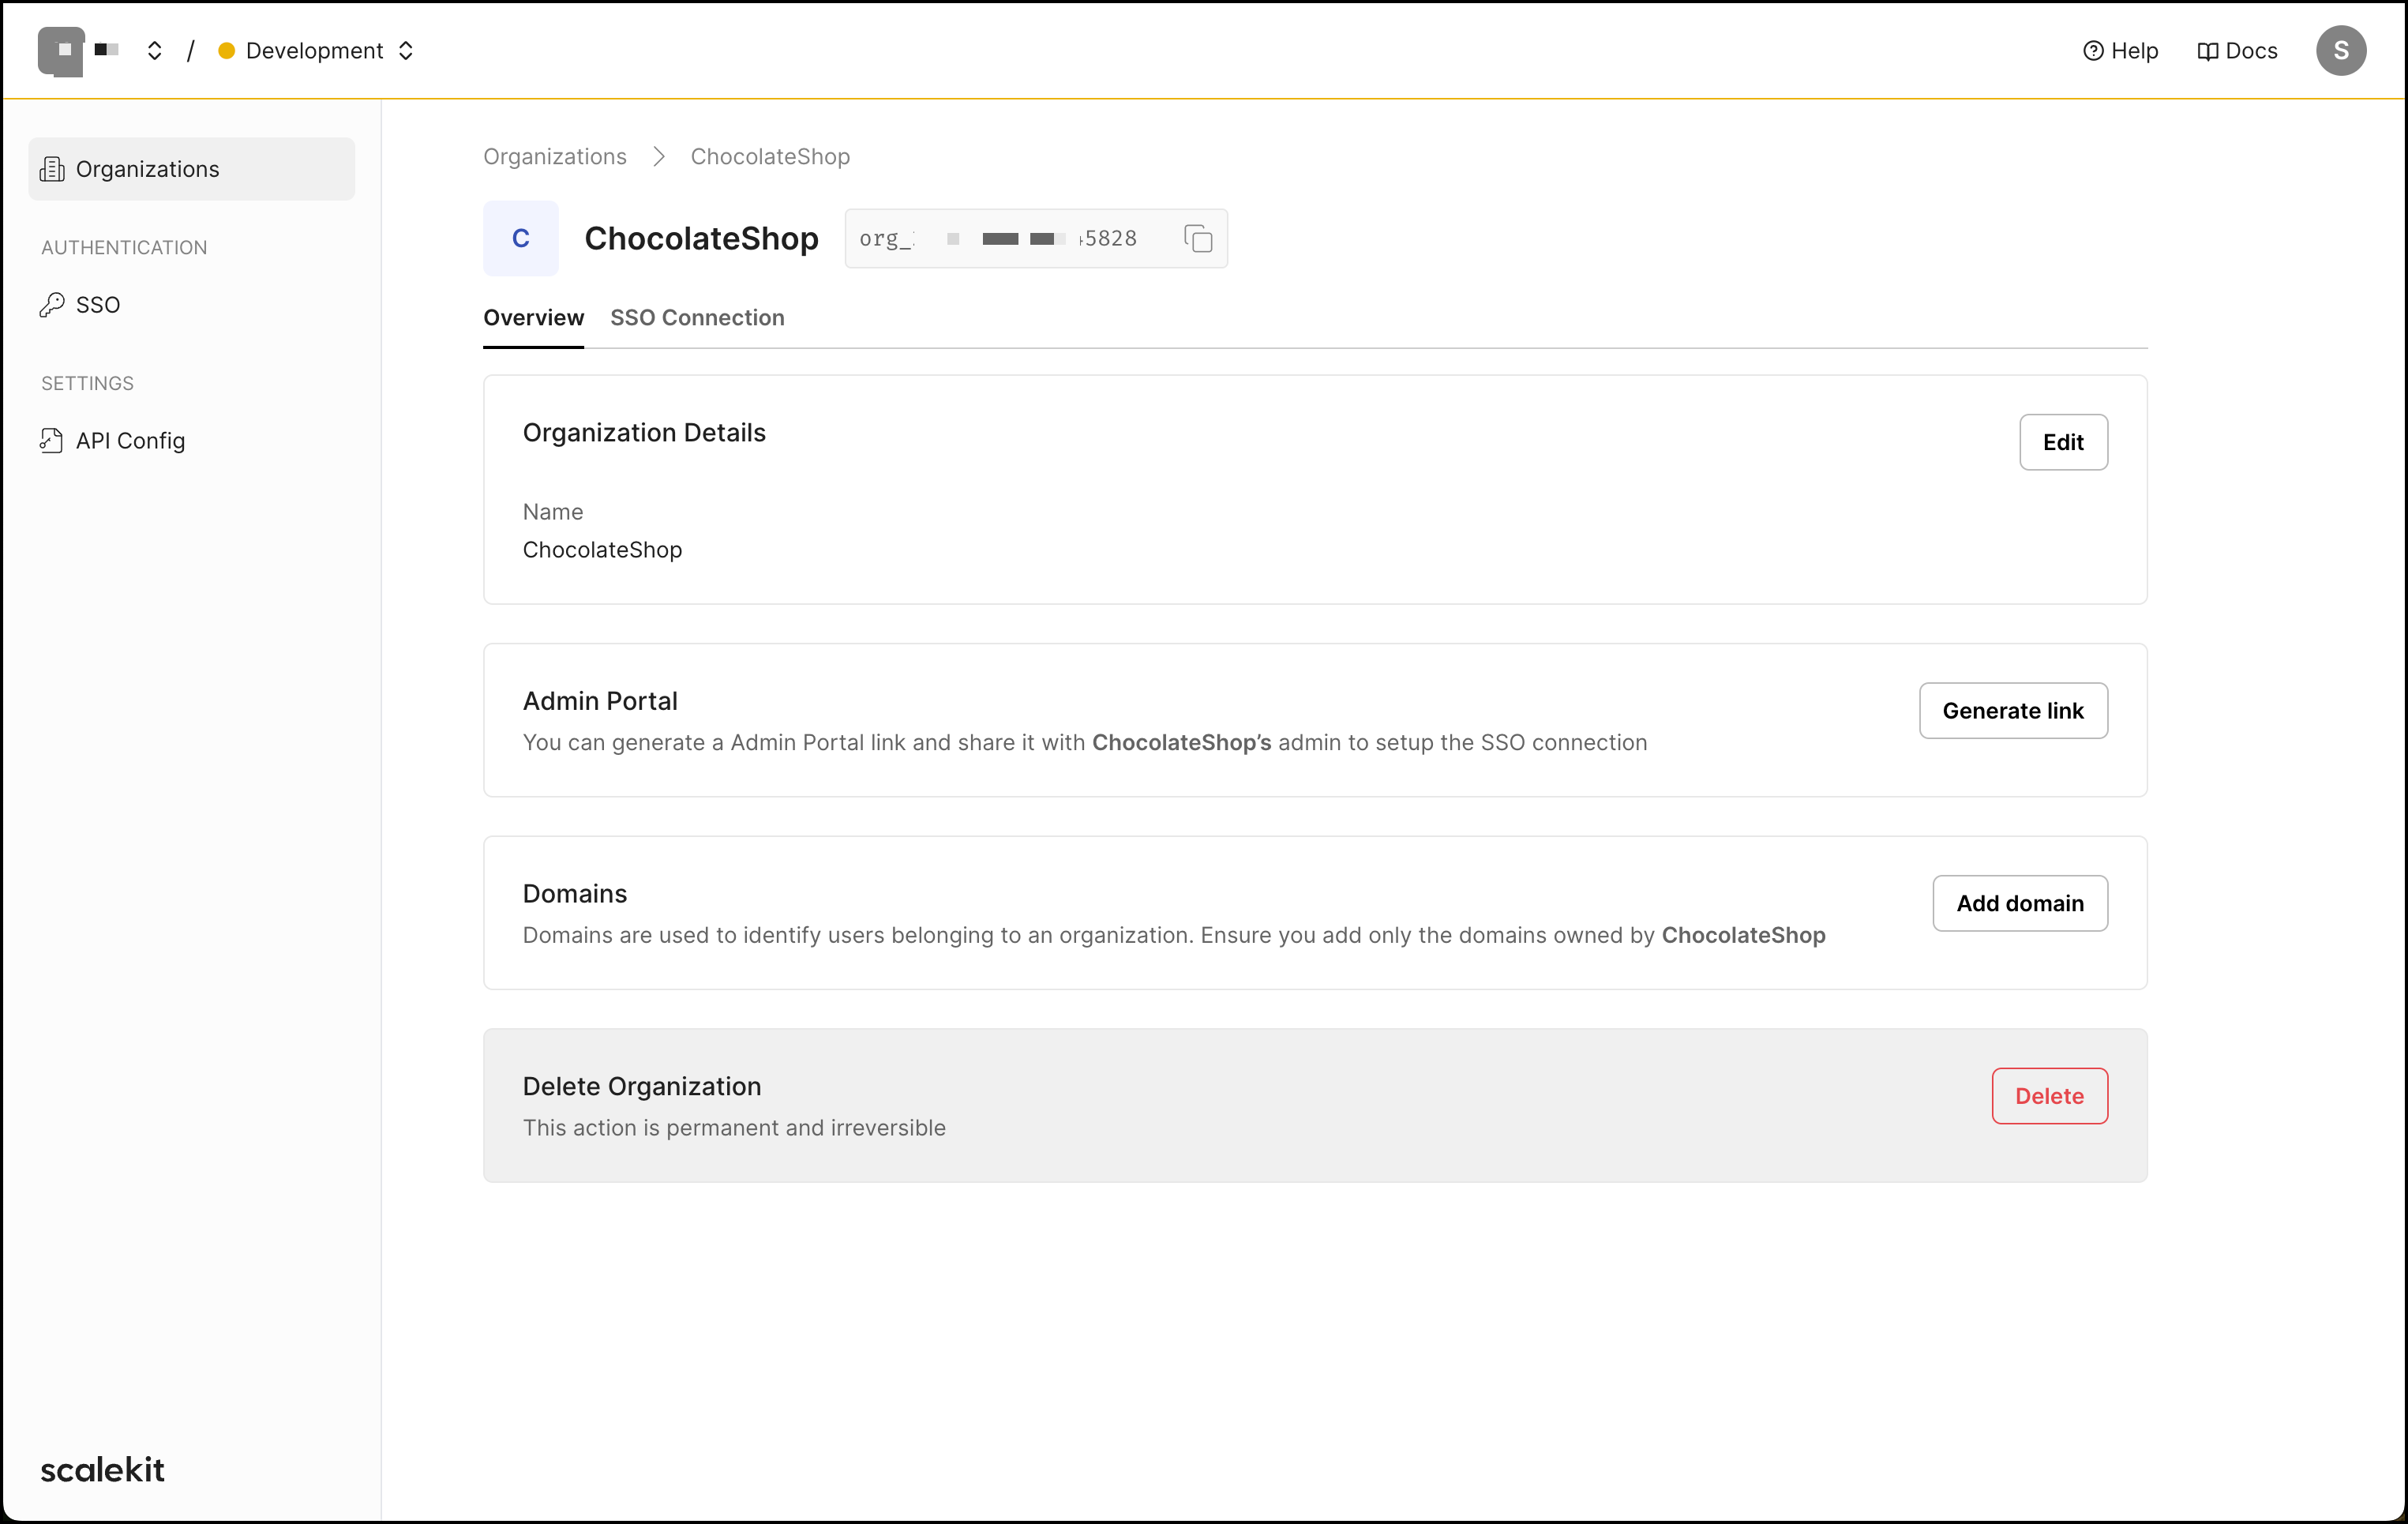 / Development
Help Docs S
Organizations
AUTHENTICATION
SSO
SETTINGS
API Config
scalekit
Organizations > ChocolateShop
C ChocolateShop org_ 5828
Overview SSO Connection
Organization Details
Edit
Name
ChocolateShop
Admin Portal
Generate link
You can generate a Admin Portal link and share it with ChocolateShop’s admin to setup the SSO connection
Domains
Add domain
Domains are used to identify users belonging to an organization. Ensure you add only the domains owned by ChocolateShop
Delete Organization
Delete
This action is permanent and irreversible